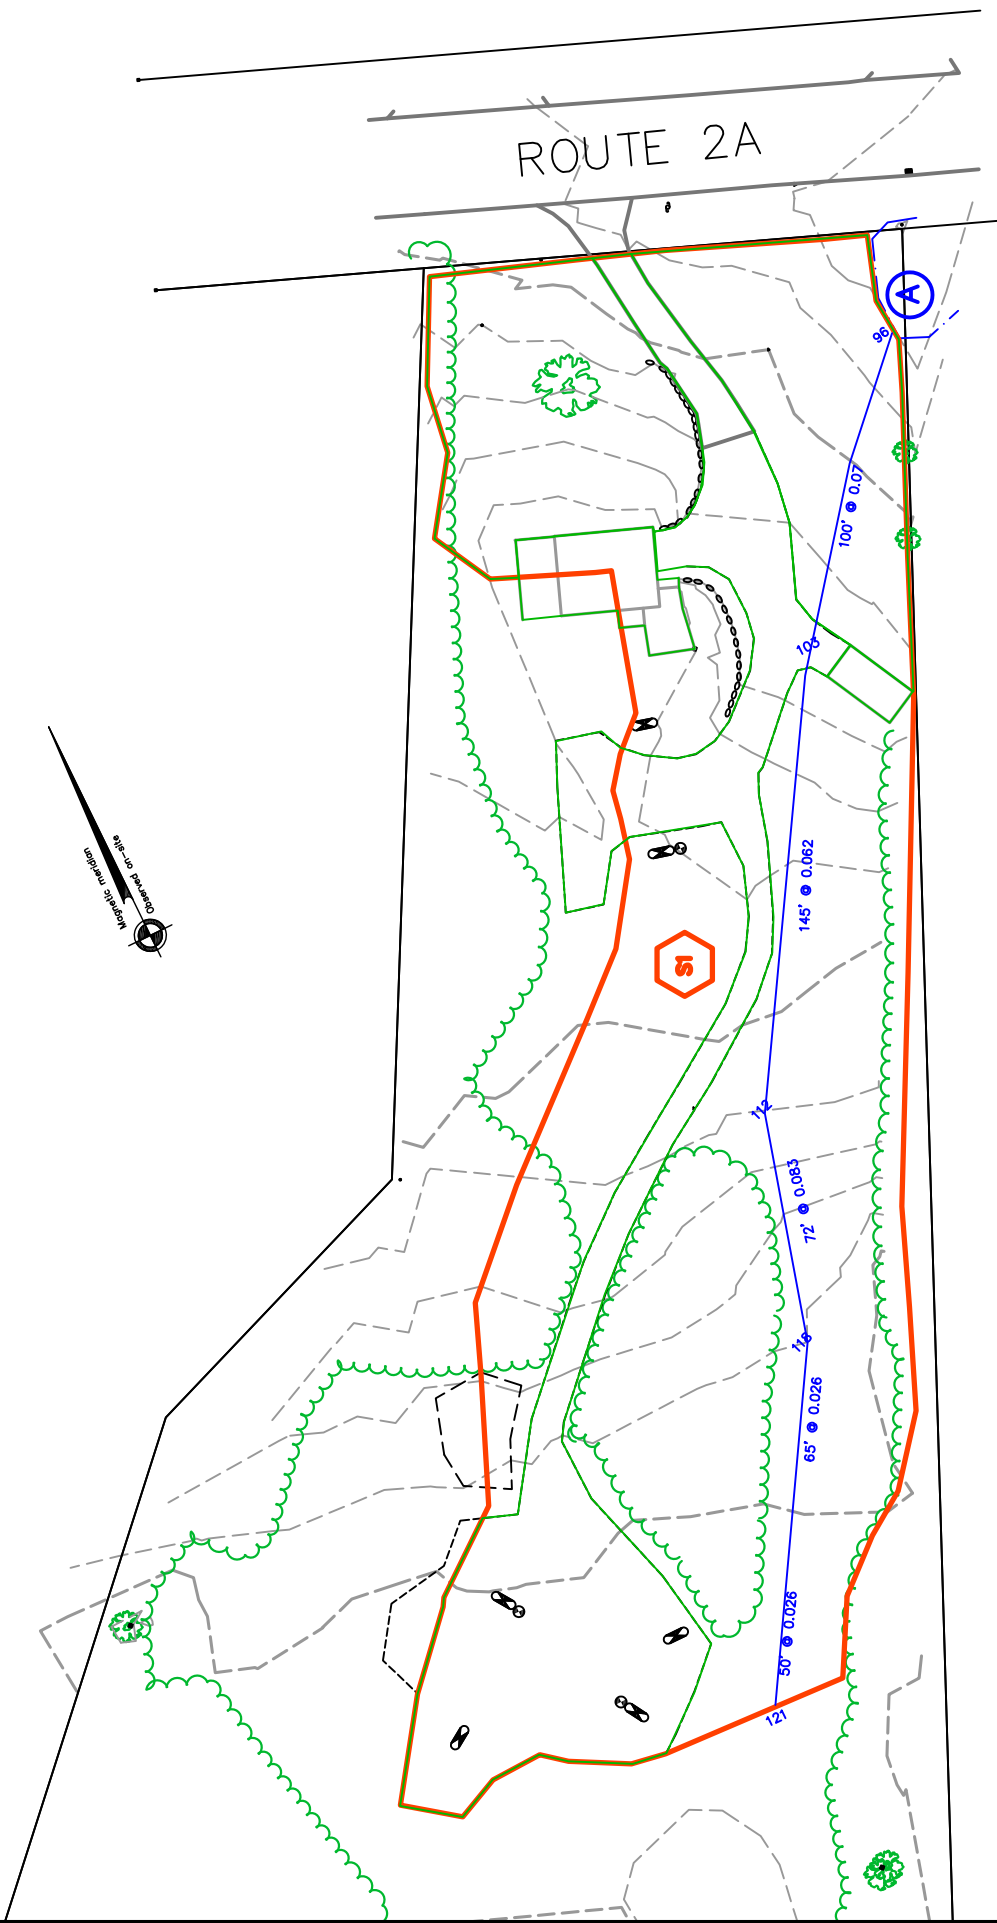 ROUTE 2A
A
96
100' @ 0.07
103
145' @ 0.062
Magnetic meridian
Observed on-site
S1
112
72' @ 0.083
118
65' @ 0.026
50' @ 0.026
121